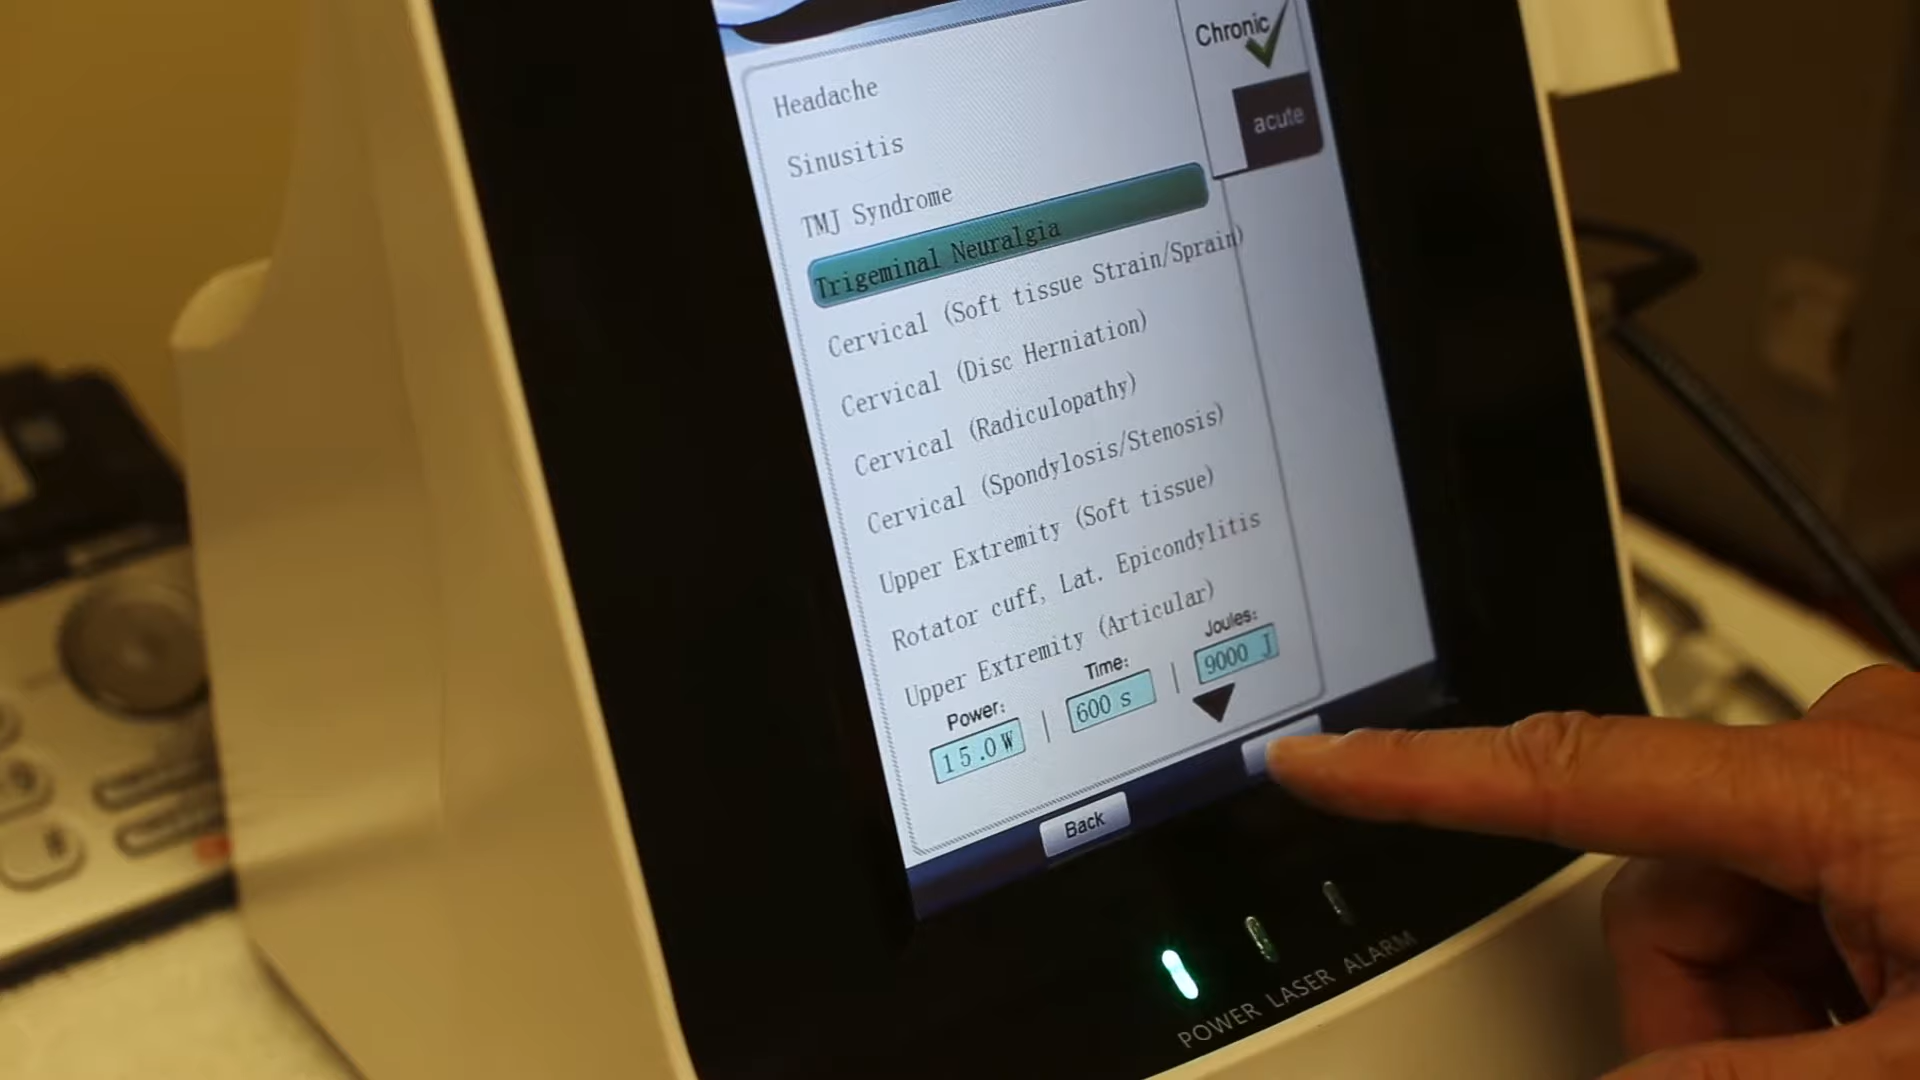 Chronic
acute
Headache
Sinusitis
TMJ Syndrome
Trigeminal Neuralgia
Cervical (Soft tissue Strain/Sprain)
Cervical (Disc Herniation)
Cervical (Radiculopathy)
Cervical (Spondylosis/Stenosis)
Upper Extremity (Soft tissue)
Rotator cuff, Lat. Epicondylitis
Upper Extremity (Articular)
Power: | Time: | Joules:
15.0W 600 s 9000 J
Back
POWER LASER ALARM